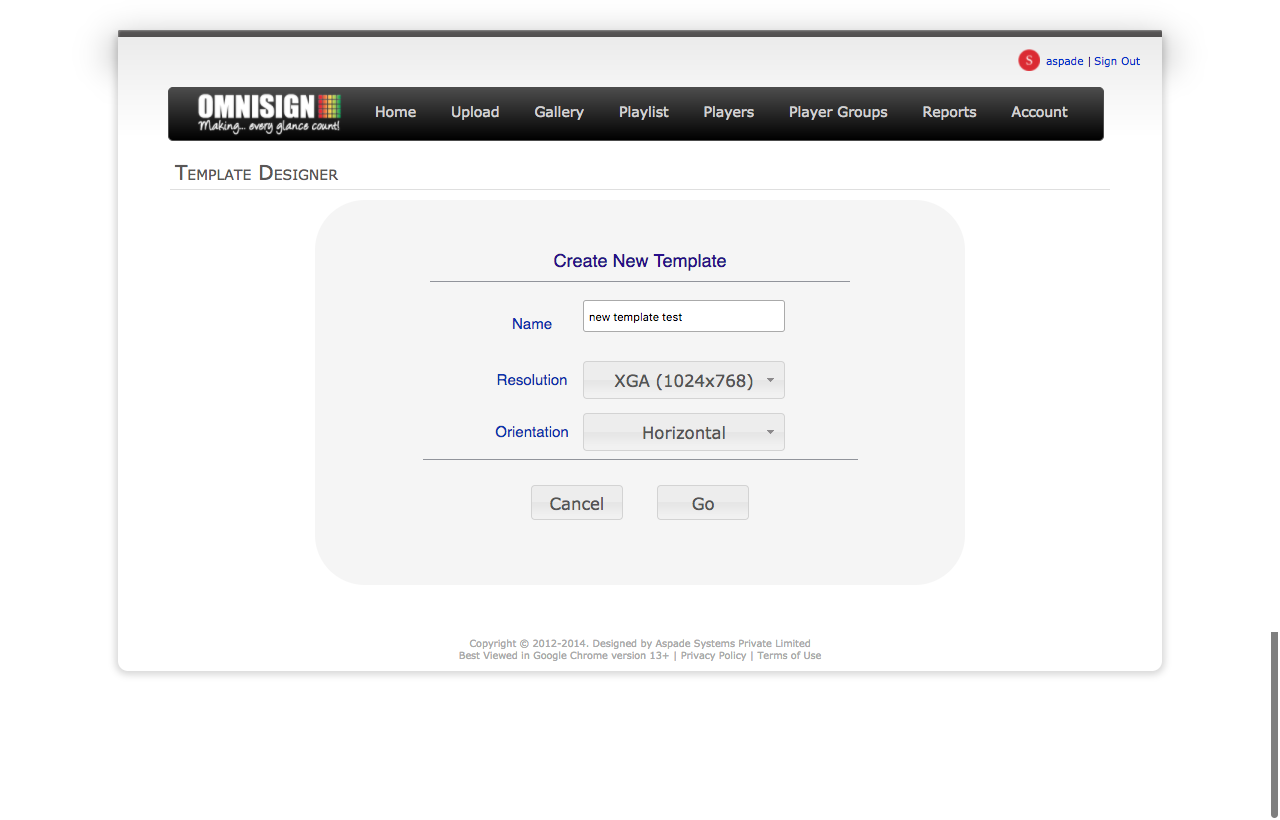 S aspade | Sign Out
OMNISIGN Home Upload Gallery Playlist Players Player Groups Reports Account
Making... every glance count!
Template Designer
Create New Template
Name new template test
Resolution XGA (1024x768)
Orientation Horizontal
Cancel Go
Copyright © 2012-2014. Designed by Aspade Systems Private Limited
Best Viewed in Google Chrome version 13+ | Privacy Policy | Terms of Use